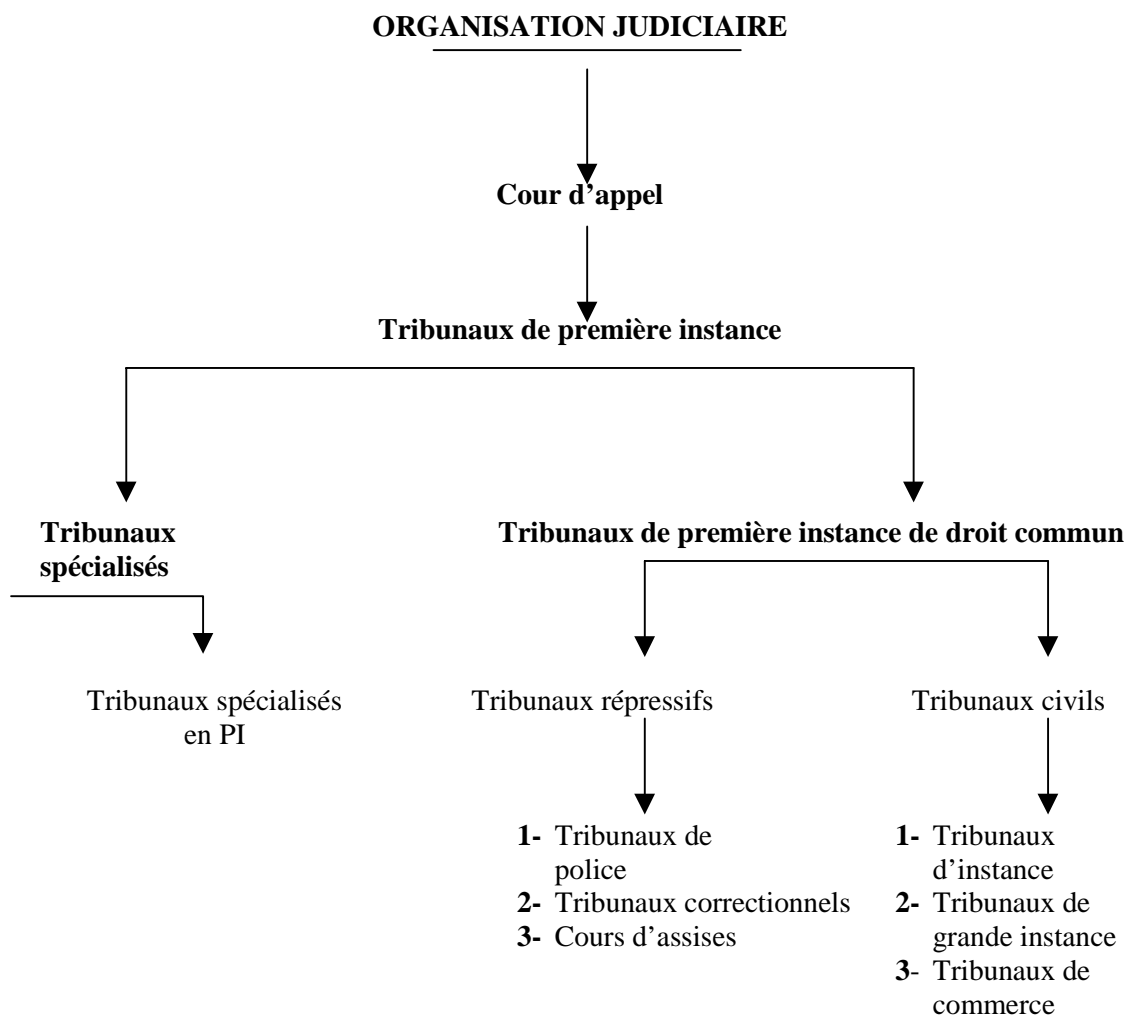 ORGANISATION JUDICIAIRE
Cour d’appel
Tribunaux de première instance
Tribunaux
spécialisés
Tribunaux de première instance de droit commun
Tribunaux spécialisés
en PI
Tribunaux répressifs
Tribunaux civils
1- Tribunaux de
police
2- Tribunaux correctionnels
3- Cours d’assises
1- Tribunaux
d’instance
2- Tribunaux de
grande instance
3- Tribunaux de
commerce